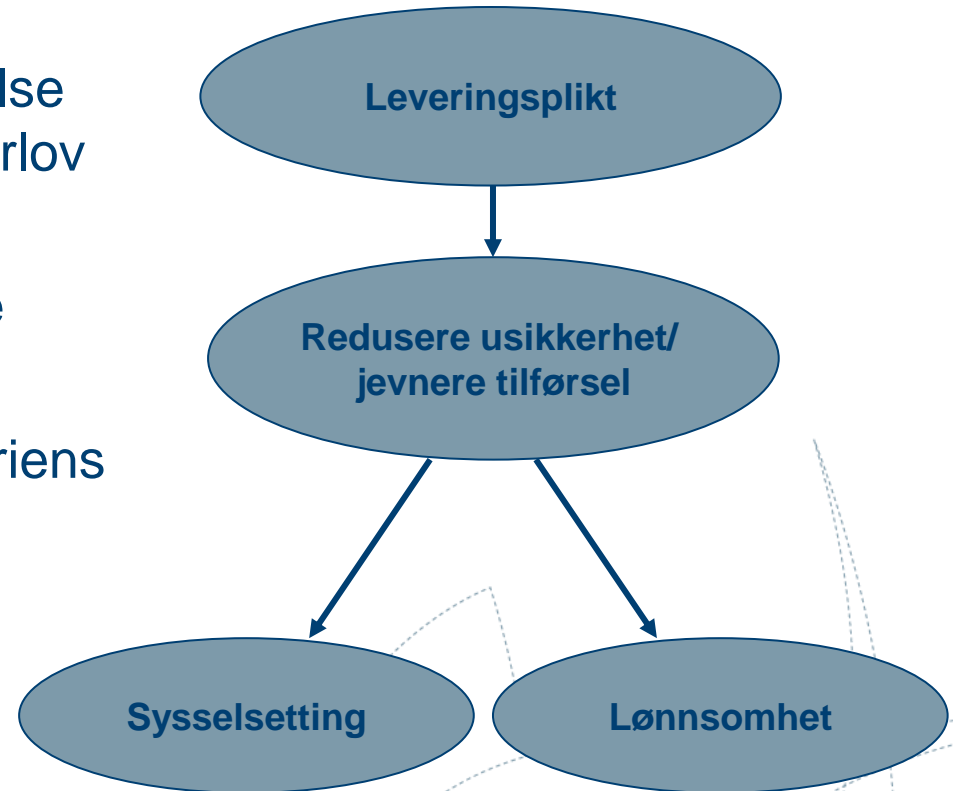 lse
rlov
e
riens
Leveringsplikt
Redusere usikkerhet/
jevnere tilførsel
Sysselsetting
Lønnsomhet